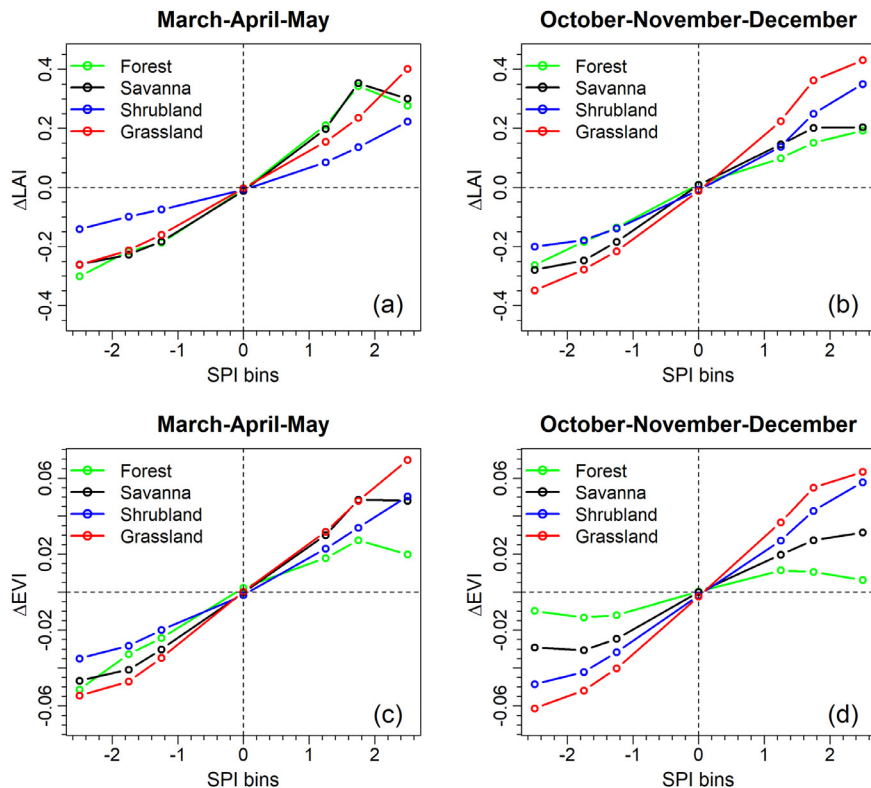 March-April-May
0.4
0.2
0.0
-0.2
-0.4
ΔLAI
Forest
Savanna
Shrubland
Grassland
(a)
-2 -1 0 1 2
SPI bins
October-November-December
0.4
0.2
0.0
-0.2
-0.4
ΔLAI
Forest
Savanna
Shrubland
Grassland
(b)
-2 -1 0 1 2
SPI bins
March-April-May
0.06
0.02
-0.02
-0.06
ΔEVI
Forest
Savanna
Shrubland
Grassland
(c)
-2 -1 0 1 2
SPI bins
October-November-December
0.06
0.02
-0.02
-0.06
ΔEVI
Forest
Savanna
Shrubland
Grassland
(d)
-2 -1 0 1 2
SPI bins